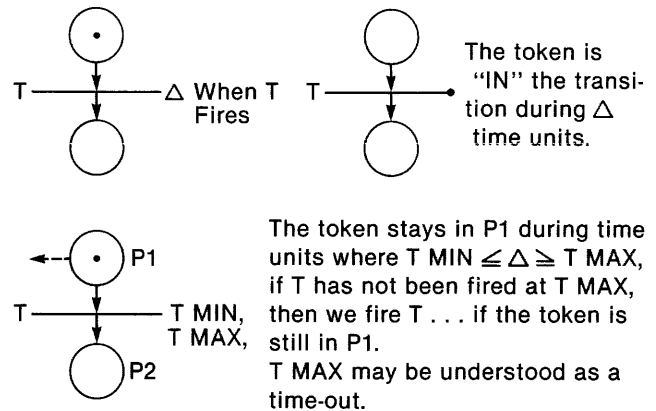 T
△ When T
Fires
T
The token is
"IN" the transi-
tion during △
time units.
P1
T
T MIN,
T MAX,
P2
The token stays in P1 during time
units where T MIN ≦ △ ≧ T MAX,
if T has not been fired at T MAX,
then we fire T . . . if the token is
still in P1.
T MAX may be understood as a
time-out.